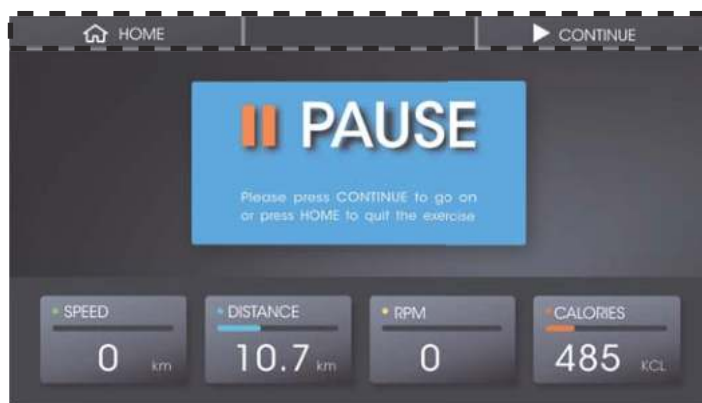 HOME
CONTINUE
PAUSE
Please press CONTINUE to go on
or press HOME to quit the exercise
SPEED
0 km
DISTANCE
10.7 km
RPM
0
CALORIES
485 KCL